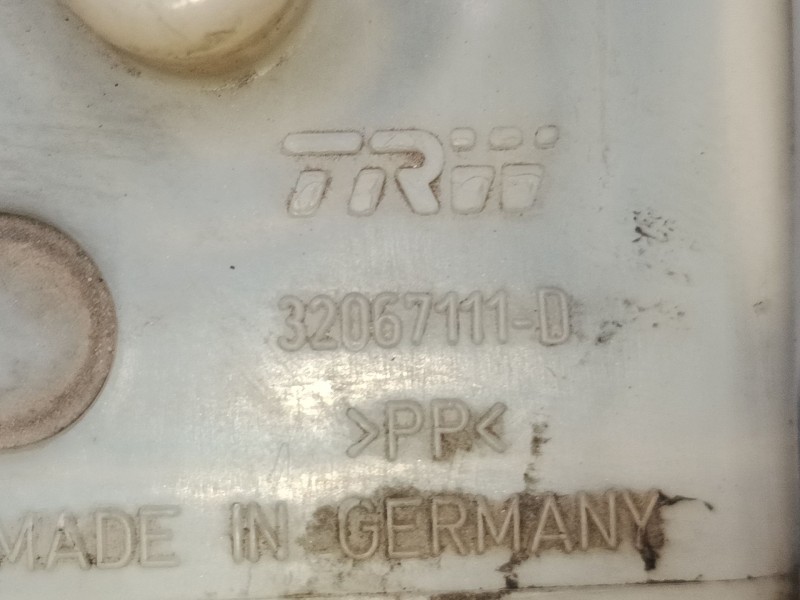 TRW
32067111-D
>PP<
MADE IN GERMANY